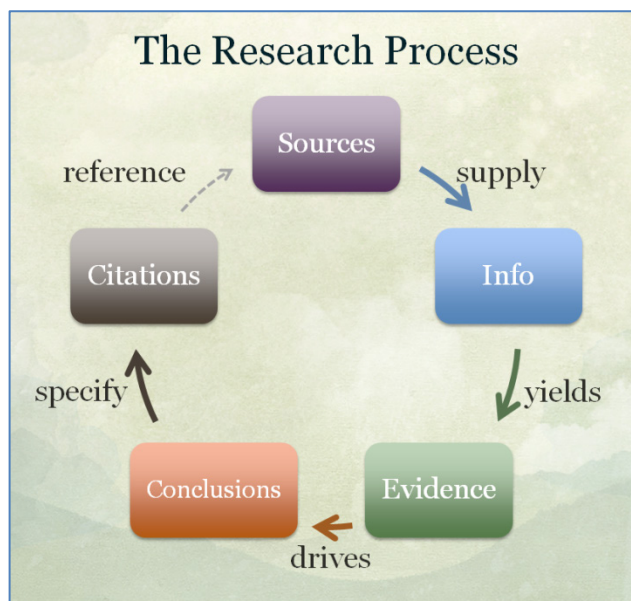 The Research Process
Sources
reference
supply
Citations
Info
specify
yields
Conclusions
Evidence
drives